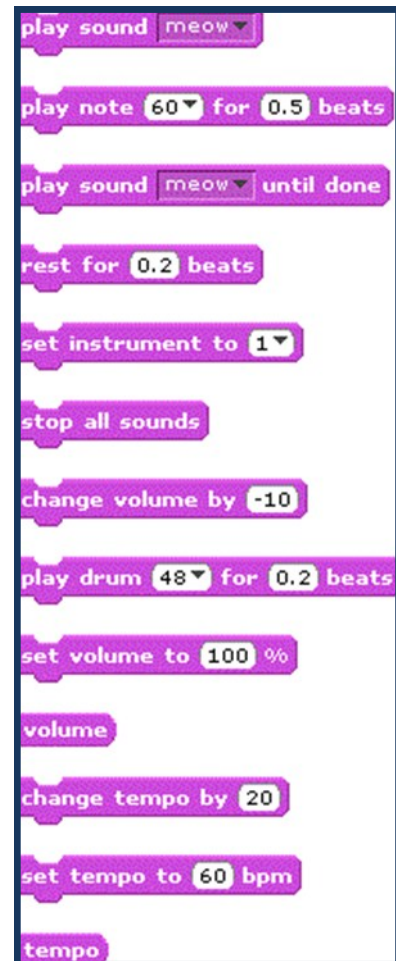 play sound meow
play note 60 for 0.5 beats
play sound meow until done
rest for 0.2 beats
set instrument to 1
stop all sounds
change volume by -10
play drum 48 for 0.2 beats
set volume to 100 %
volume
change tempo by 20
set tempo to 60 bpm
tempo